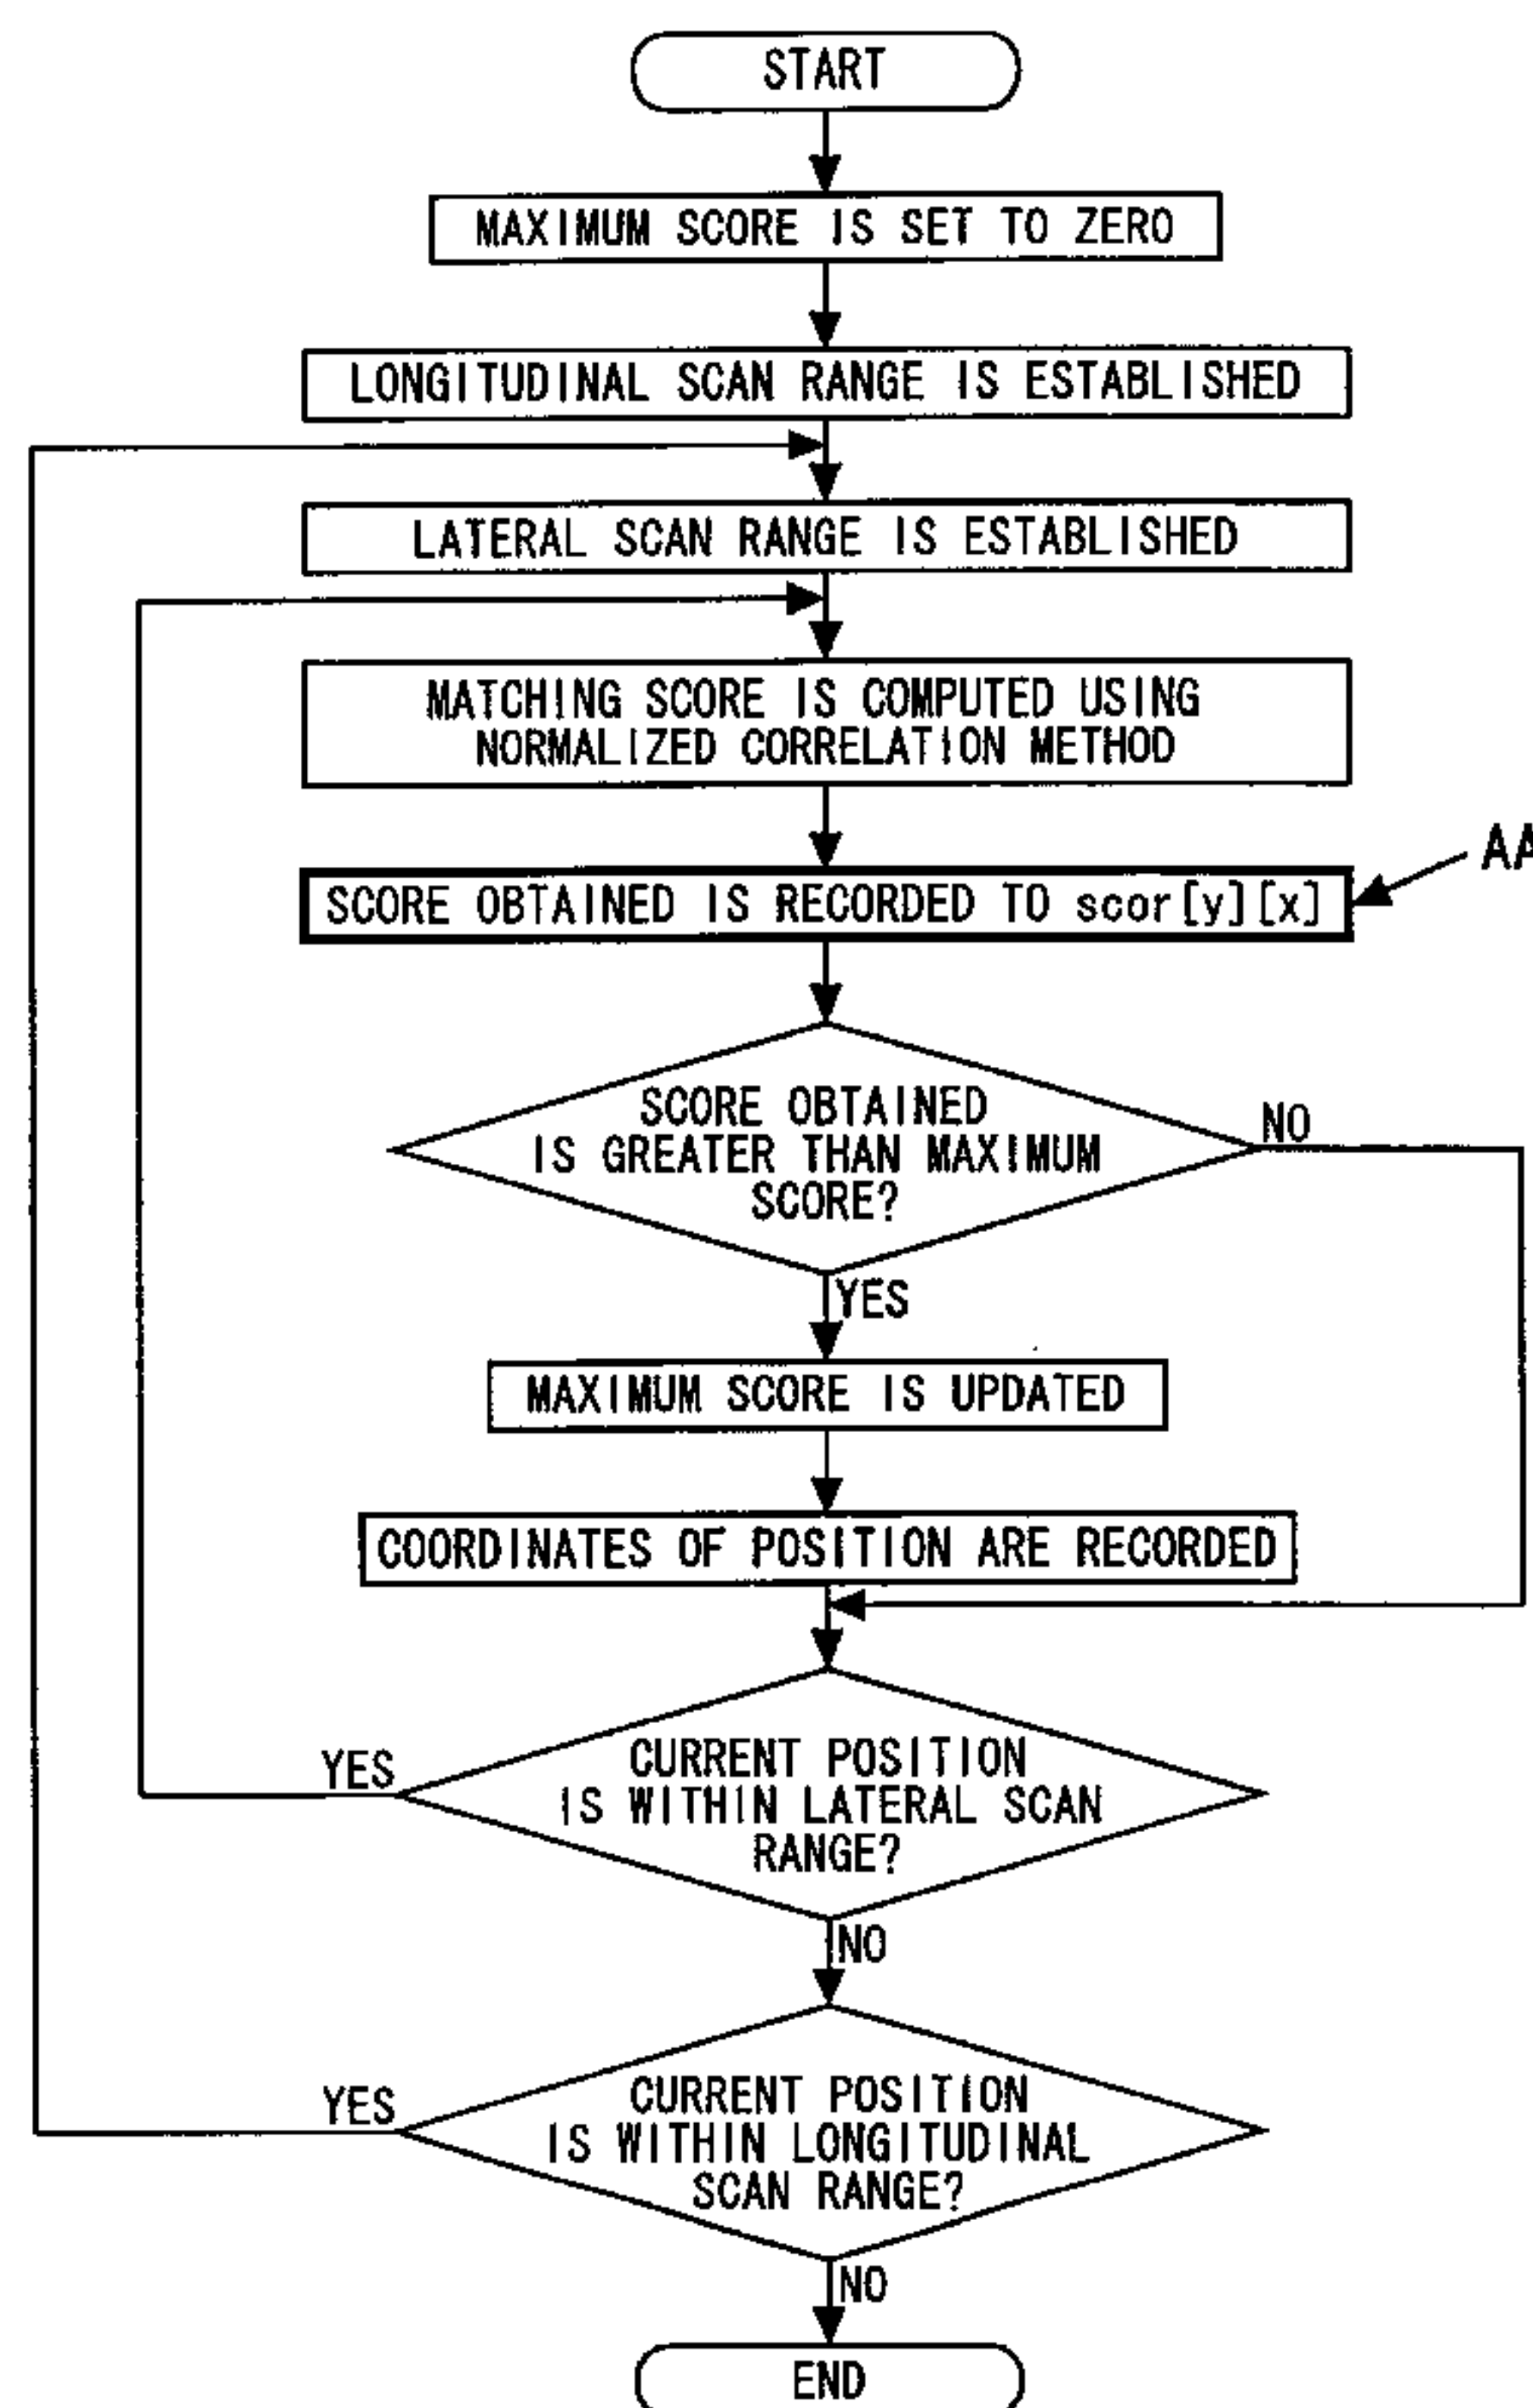 START
MAXIMUM SCORE IS SET TO ZERO
LONGITUDINAL SCAN RANGE IS ESTABLISHED
LATERAL SCAN RANGE IS ESTABLISHED
MATCHING SCORE IS COMPUTED USING
NORMALIZED CORRELATION METHOD
AA
SCORE OBTAINED IS RECORDED TO scor[y][x]
SCORE OBTAINED
IS GREATER THAN MAXIMUM
SCORE?
NO
YES
MAXIMUM SCORE IS UPDATED
COORDINATES OF POSITION ARE RECORDED
CURRENT POSITION
IS WITHIN LATERAL SCAN
RANGE?
YES
NO
CURRENT POSITION
IS WITHIN LONGITUDINAL
SCAN RANGE?
YES
NO
END